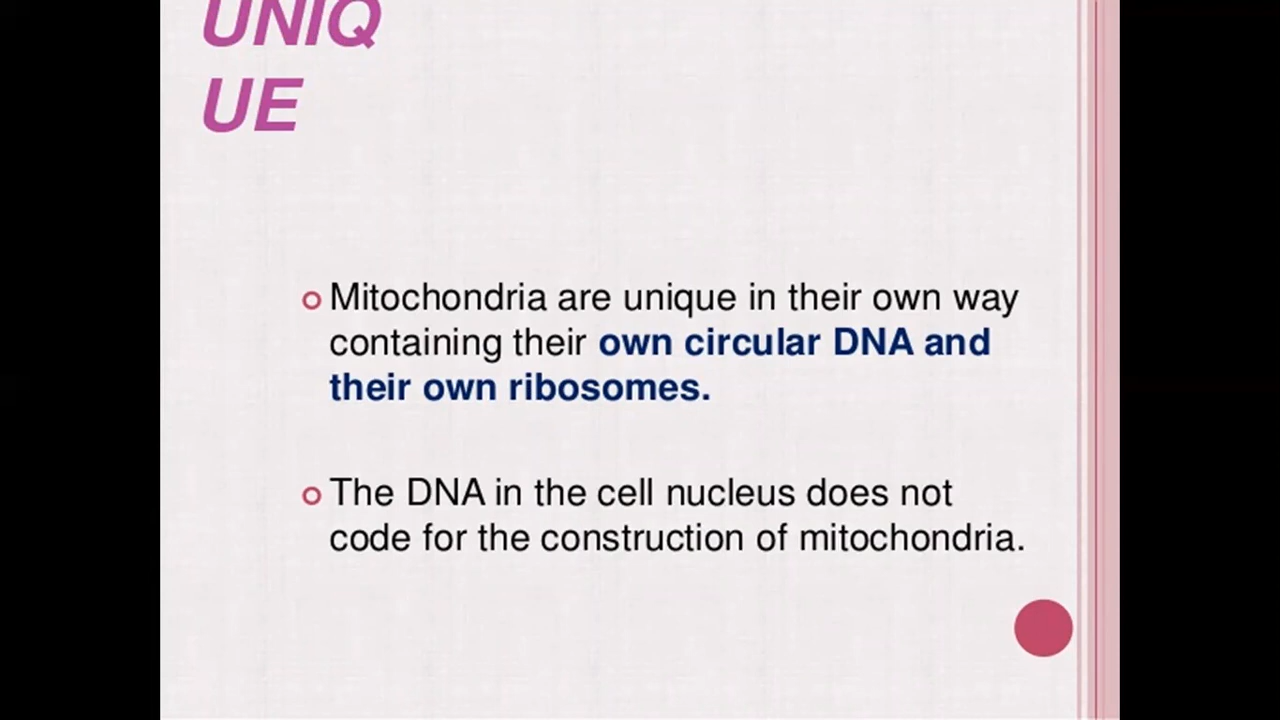 UNIQ
UE
Mitochondria are unique in their own way
containing their own circular DNA and
their own ribosomes.
The DNA in the cell nucleus does not
code for the construction of mitochondria.